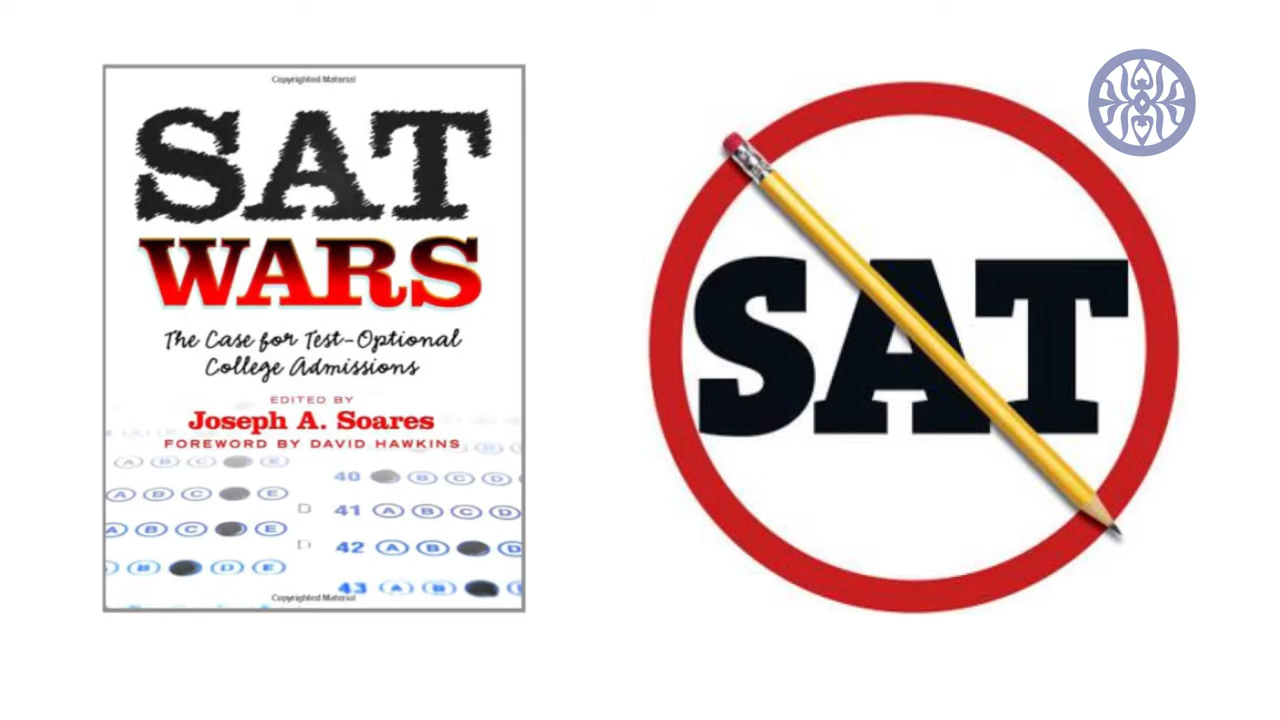 Copyrighted Material
SAT
WARS
The Case for Test-Optional
College Admissions
EDITED BY
Joseph A. Soares
FOREWORD BY DAVID HAWKINS
A B C E
A B C E
A B C E
B D E
40 B C D
D 41 A B C D
D 42 A B D
43 A B
Copyrighted Material
SAT